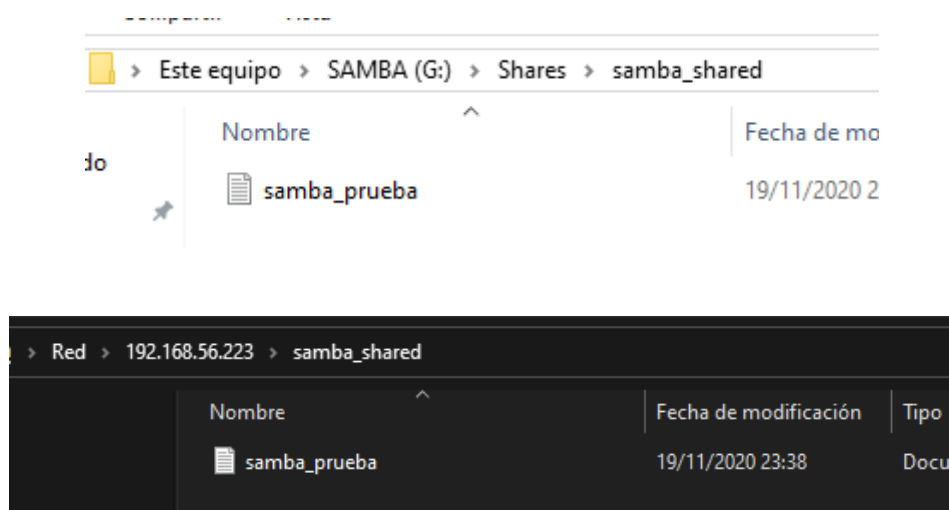 Este equipo > SAMBA (G:) > Shares > samba_shared
Nombre Fecha de mo
do
samba_prueba 19/11/2020 2
Red > 192.168.56.223 > samba_shared
Nombre Fecha de modificación Tipo
samba_prueba 19/11/2020 23:38 Docu